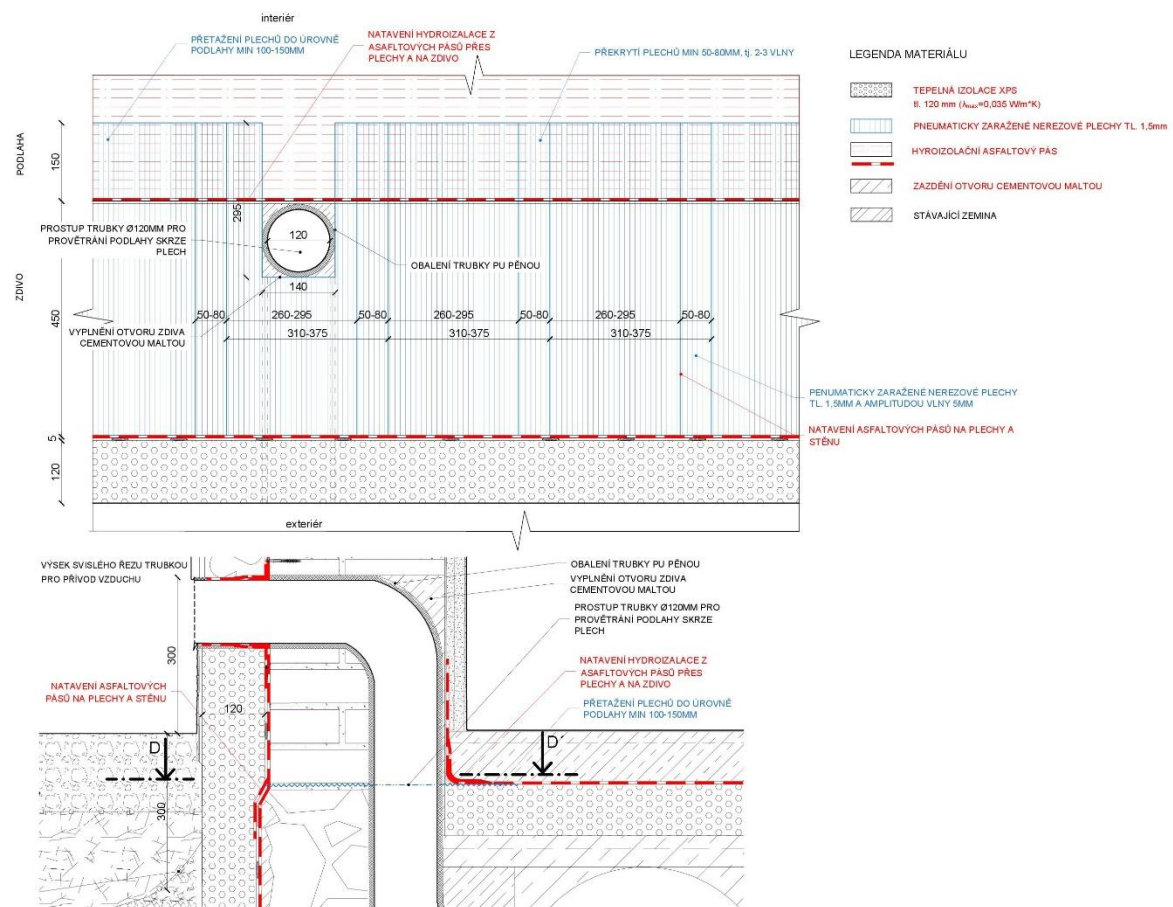 interiér
PŘETAŽENÍ PLECHŮ DO ÚROVNĚ
PODLAHY MIN 100-150MM
NATAVENÍ HYDROIZALACE Z
ASAFLTOVÝCH PÁSŮ PŘES
PLECHY A NA ZDIVO
PŘEKRYTÍ PLECHŮ MIN 50-80MM, tj. 2-3 VLNY
PODLAHA
150
295
PROSTUP TRUBKY Ø120MM PRO
PROVĚTRÁNÍ PODLAHY SKRZE
PLECH
120
OBALENÍ TRUBKY PU PĚNOU
ZDIVO
450
140
VYPLNĚNÍ OTVORU ZDIVA
CEMENTOVOU MALTOU
50-80
260-295
50-80
260-295
50-80
260-295
50-80
310-375
310-375
310-375
PENUMATICKY ZARAŽENÉ NEREZOVÉ PLECHY
TL. 1,5MM A AMPLITUDOU VLNY 5MM
NATAVENÍ ASFALTOVÝCH PÁSŮ NA PLECHY A
STĚNU
5
120
exteriér
LEGENDA MATERIÁLU
TEPELNÁ IZOLACE XPS
tl. 120 mm (λmax=0,035 W/m*K)
PNEUMATICKY ZARAŽENÉ NEREZOVÉ PLECHY TL. 1,5mm
HYROIZOLAČNÍ ASFALTOVÝ PÁS
ZAZDĚNÍ OTVORU CEMENTOVOU MALTOU
STÁVAJÍCÍ ZEMINA
VÝSEK SVISLÉHO ŘEZU TRUBKOU
PRO PŘÍVOD VZDUCHU
OBALENÍ TRUBKY PU PĚNOU
VYPLNĚNÍ OTVORU ZDIVA
CEMENTOVOU MALTOU
PROSTUP TRUBKY Ø120MM PRO
PROVĚTRÁNÍ PODLAHY SKRZE
PLECH
300
NATAVENÍ ASFALTOVÝCH
PÁSŮ NA PLECHY A STĚNU
120
NATAVENÍ HYDROIZALACE Z
ASAFLTOVÝCH PÁSŮ PŘES
PLECHY A NA ZDIVO
PŘETAŽENÍ PLECHŮ DO ÚROVNĚ
PODLAHY MIN 100-150MM
D
D´
300